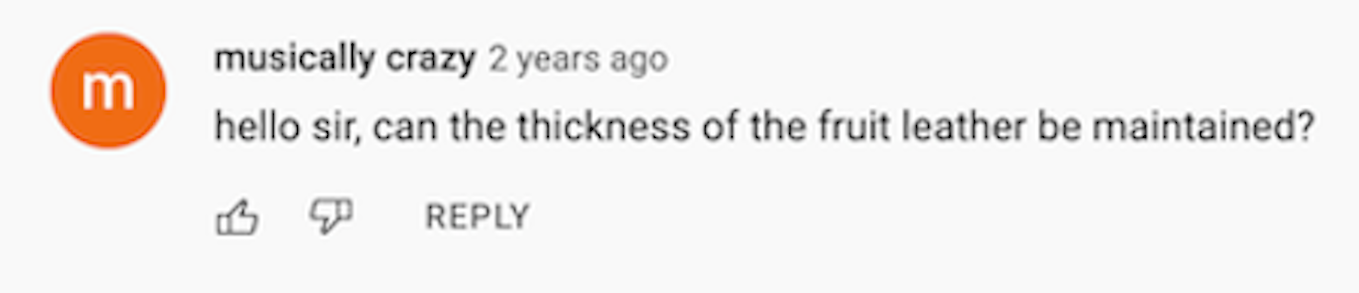 m
musically crazy 2 years ago
hello sir, can the thickness of the fruit leather be maintained?
REPLY